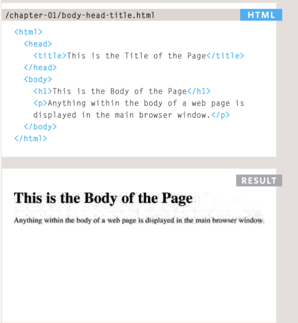 /chapter-01/body-head-title.html HTML
<html>
<head>
<title>This is the Title of the Page</title>
</head>
<body>
<h1>This is the Body of the Page</h1>
<p>Anything within the body of a web page is
displayed in the main browser window.</p>
</body>
</html>
RESULT
This is the Body of the Page
Anything within the body of a web page is displayed in the main browser window.